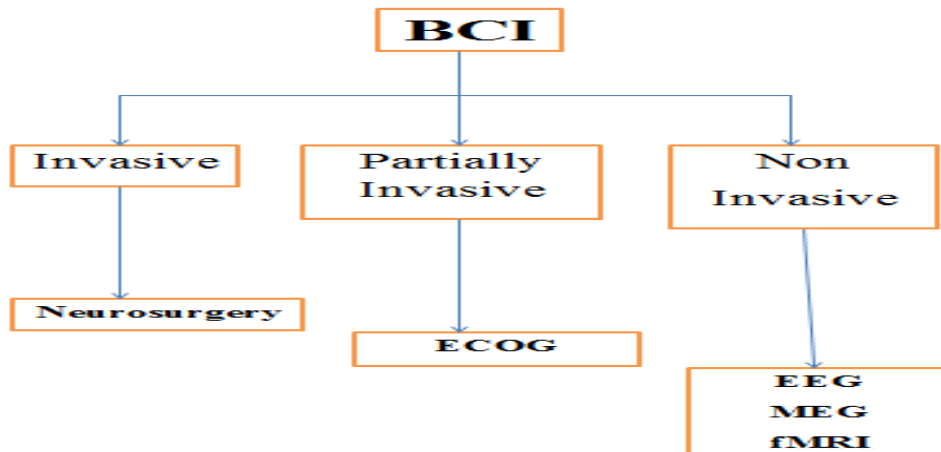 BCI
Invasive
Partially
Invasive
Non
Invasive
Neurosurgery
ECOG
EEG
MEG
fMRI